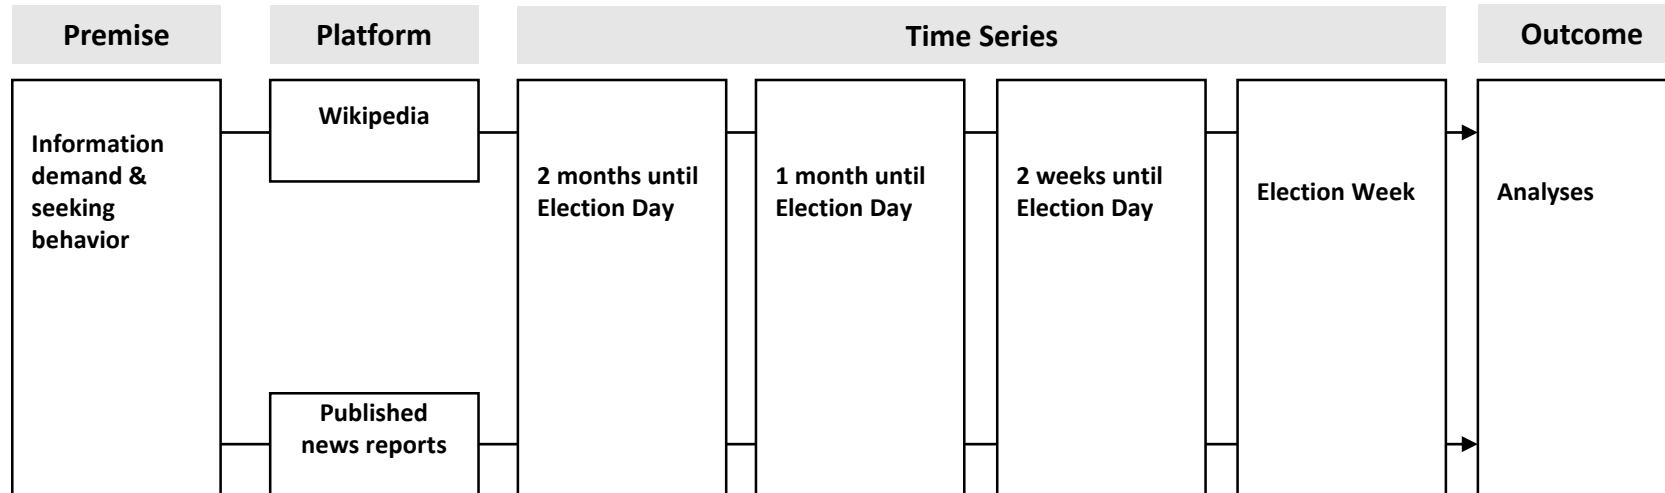 Premise
Platform
Time Series
Outcome
Information
demand &
seeking
behavior
Wikipedia
Published
news reports
2 months until
Election Day
1 month until
Election Day
2 weeks until
Election Day
Election Week
Analyses